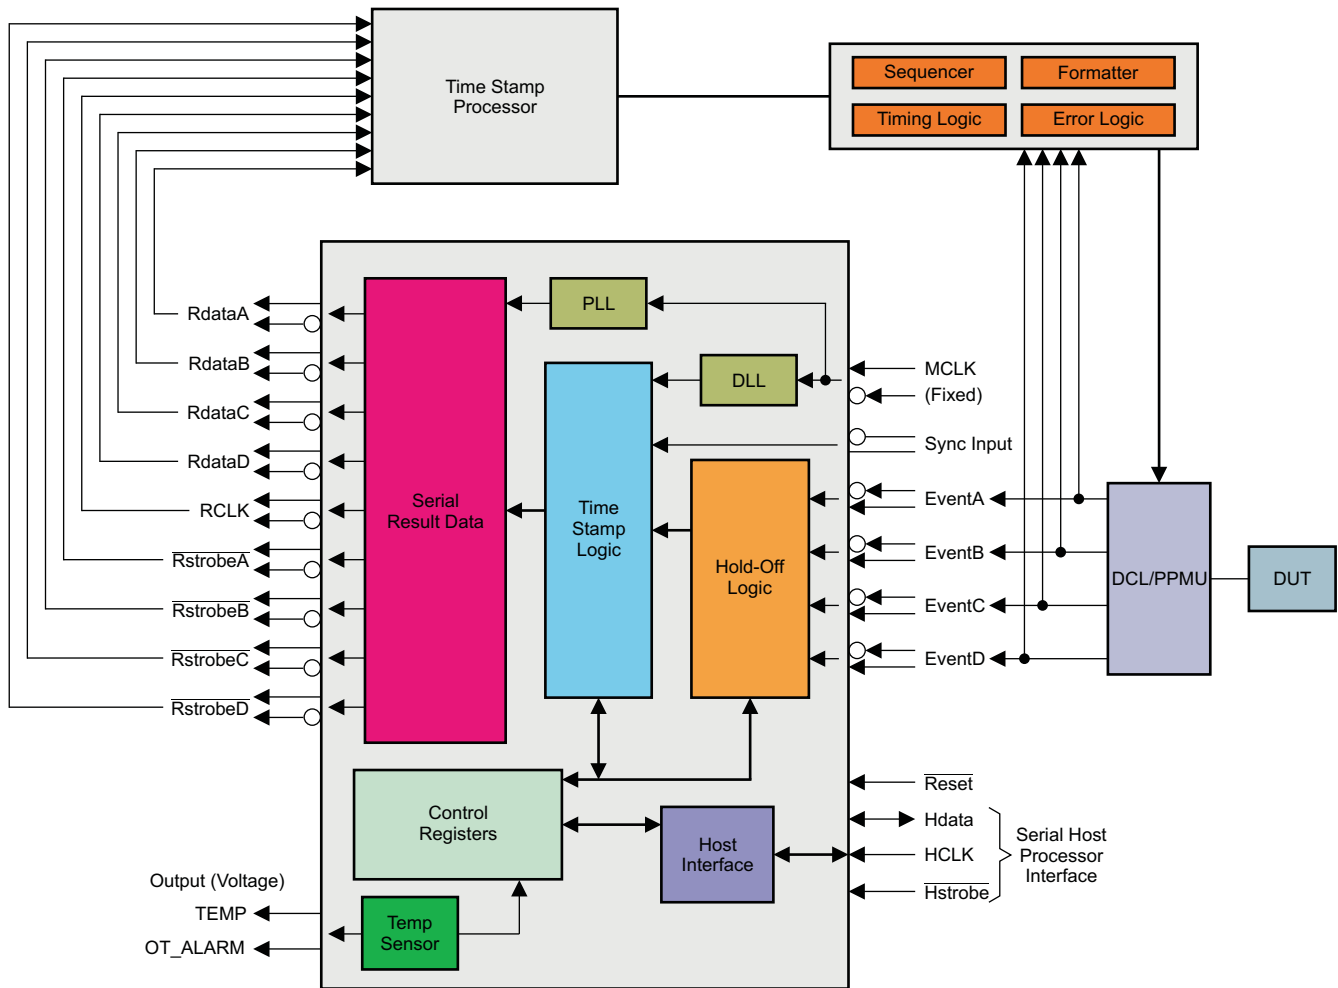 Time Stamp
Processor
Sequencer
Formatter
Timing Logic
Error Logic
PLL
DLL
Serial
Result Data
Time
Stamp
Logic
Hold-Off
Logic
Control
Registers
Host
Interface
Temp
Sensor
RdataA
RdataB
RdataC
RdataD
RCLK
RstrobeA
RstrobeB
RstrobeC
RstrobeD
Output (Voltage)
TEMP
OT_ALARM
MCLK
(Fixed)
Sync Input
EventA
EventB
EventC
EventD
DCL/PPMU
DUT
Reset
Hdata
HCLK
Hstrobe
Serial Host
Processor
Interface